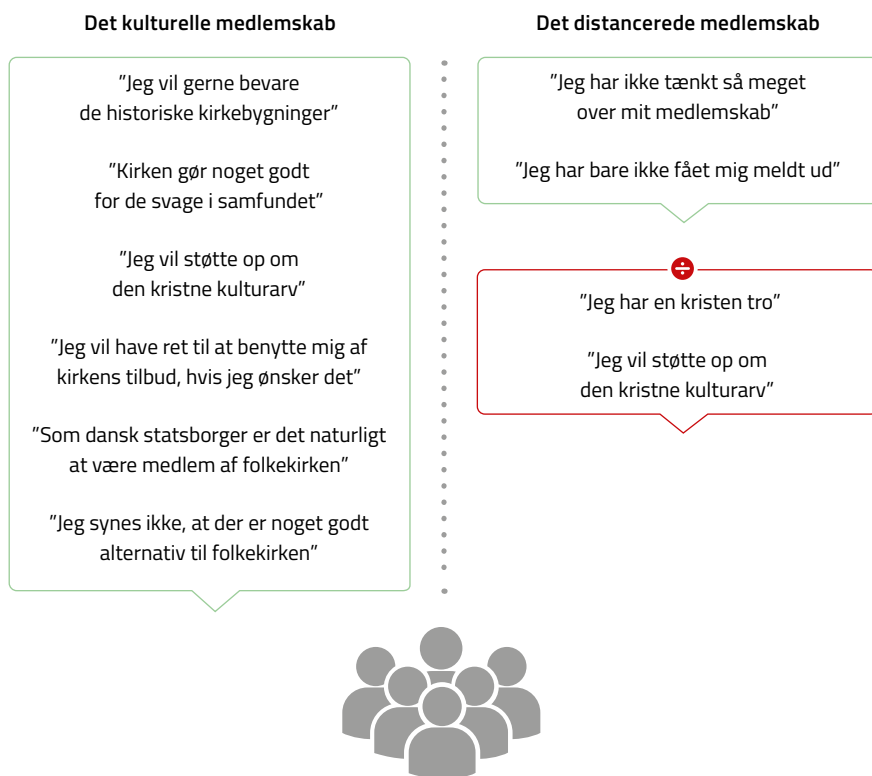 Det kulturelle medlemskab
”Jeg vil gerne bevare
de historiske kirkebygninger”
”Kirken gør noget godt
for de svage i samfundet”
”Jeg vil støtte op om
den kristne kulturarv”
”Jeg vil have ret til at benytte mig af
kirkens tilbud, hvis jeg ønsker det”
”Som dansk statsborger er det naturligt
at være medlem af folkekirken”
”Jeg synes ikke, at der er noget godt
alternativ til folkekirken”
Det distancerede medlemskab
”Jeg har ikke tænkt så meget
over mit medlemskab”
”Jeg har bare ikke fået mig meldt ud”
÷
”Jeg har en kristen tro”
”Jeg vil støtte op om
den kristne kulturarv”